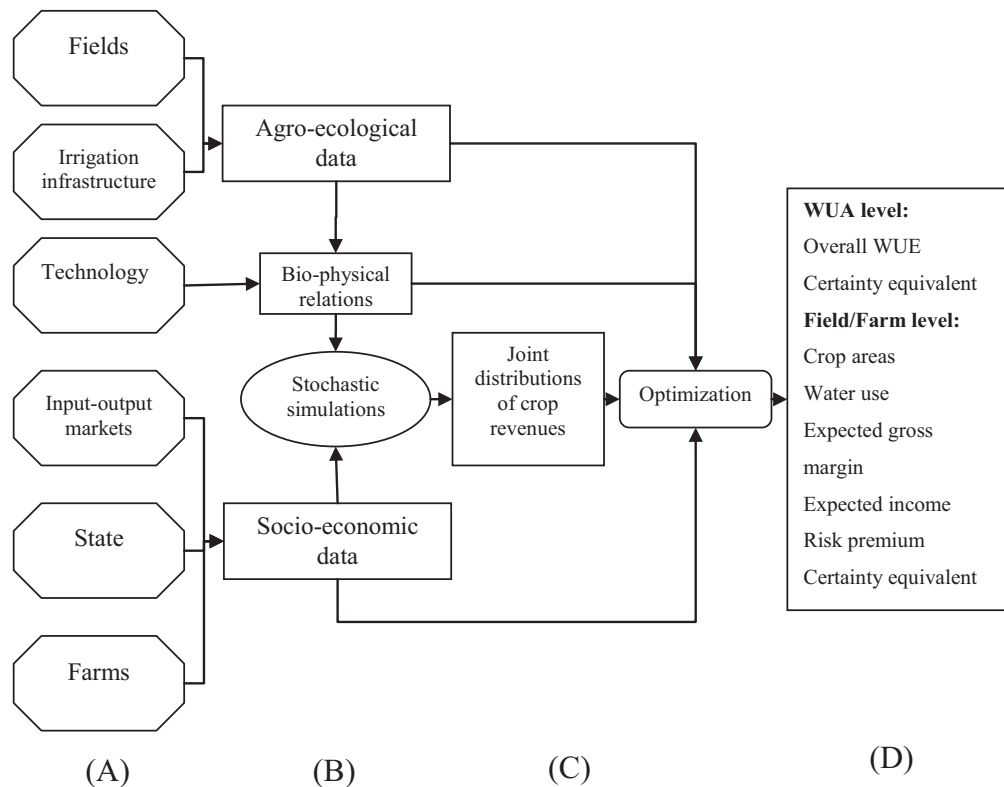 Fields
Irrigation
infrastructure
Technology
Input-output
markets
State
Farms
Agro-ecological
data
Bio-physical
relations
Stochastic
simulations
Socio-economic
data
Joint
distributions
of crop
revenues
Optimization
WUA level:
Overall WUE
Certainty equivalent
Field/Farm level:
Crop areas
Water use
Expected gross
margin
Expected income
Risk premium
Certainty equivalent
(A)
(B)
(C)
(D)